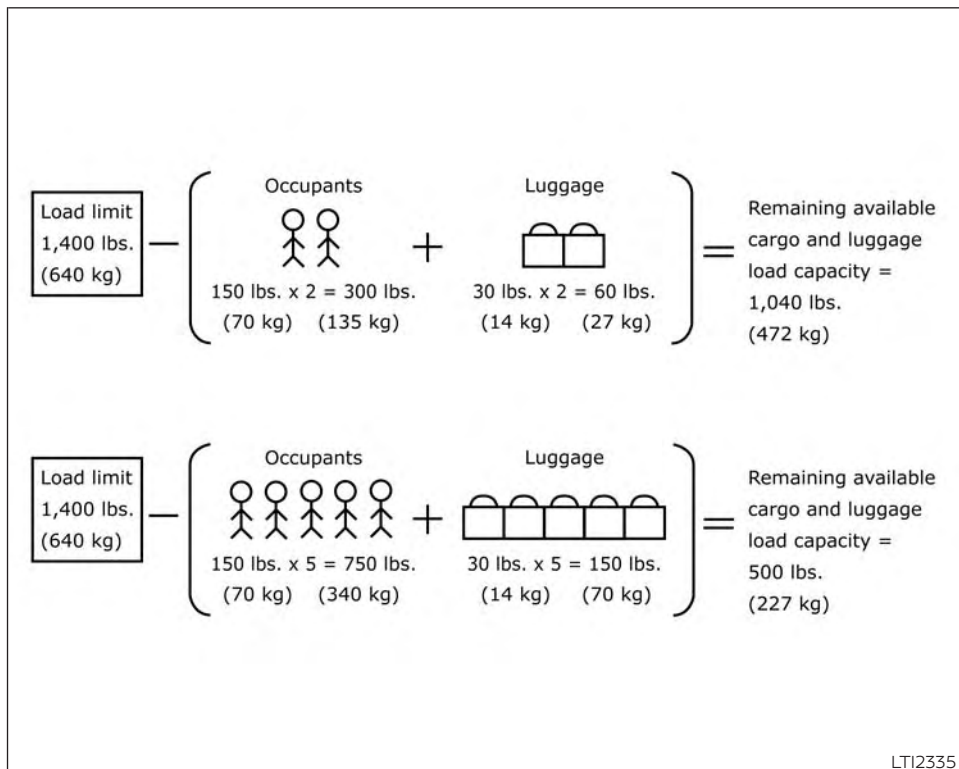 Load limit
1,400 lbs.
(640 kg)
Occupants
150 lbs. x 2 = 300 lbs.
(70 kg) (135 kg)
Luggage
30 lbs. x 2 = 60 lbs.
(14 kg) (27 kg)
Remaining available
cargo and luggage
load capacity =
1,040 lbs.
(472 kg)
Load limit
1,400 lbs.
(640 kg)
Occupants
150 lbs. x 5 = 750 lbs.
(70 kg) (340 kg)
Luggage
30 lbs. x 5 = 150 lbs.
(14 kg) (70 kg)
Remaining available
cargo and luggage
load capacity =
500 lbs.
(227 kg)
LTI2335